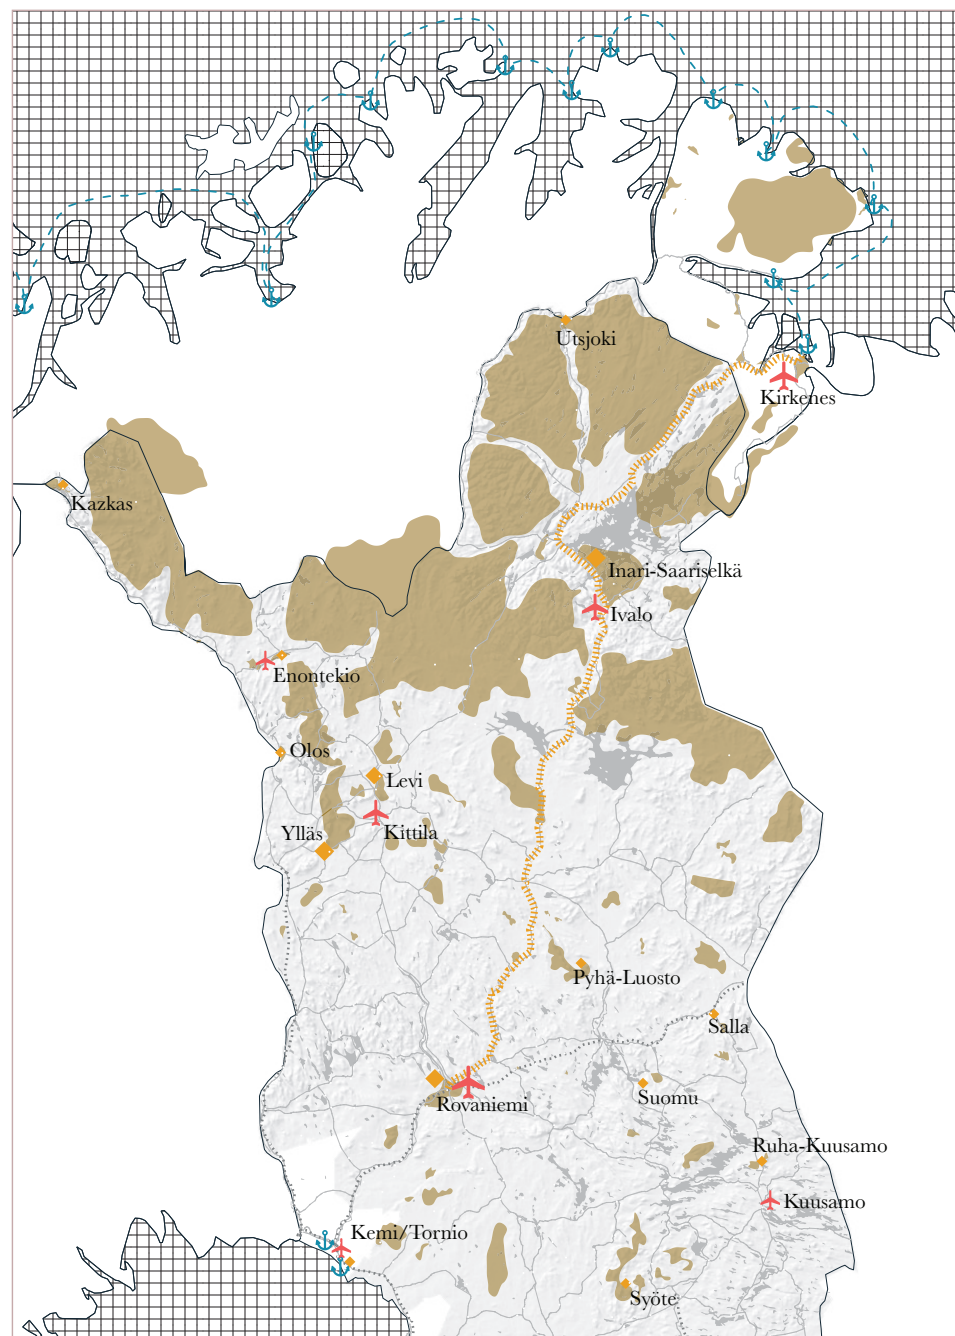 Utsjoki
Kirkenes
Kazkas
Inari-Saariselkä
Ivalo
Enontekio
Olos
Levi
Ylläs
Kittila
Pyhä-Luosto
Salla
Suomu
Rovaniemi
Ruha-Kuusamo
Kuusamo
Kemi/Tornio
Syöte